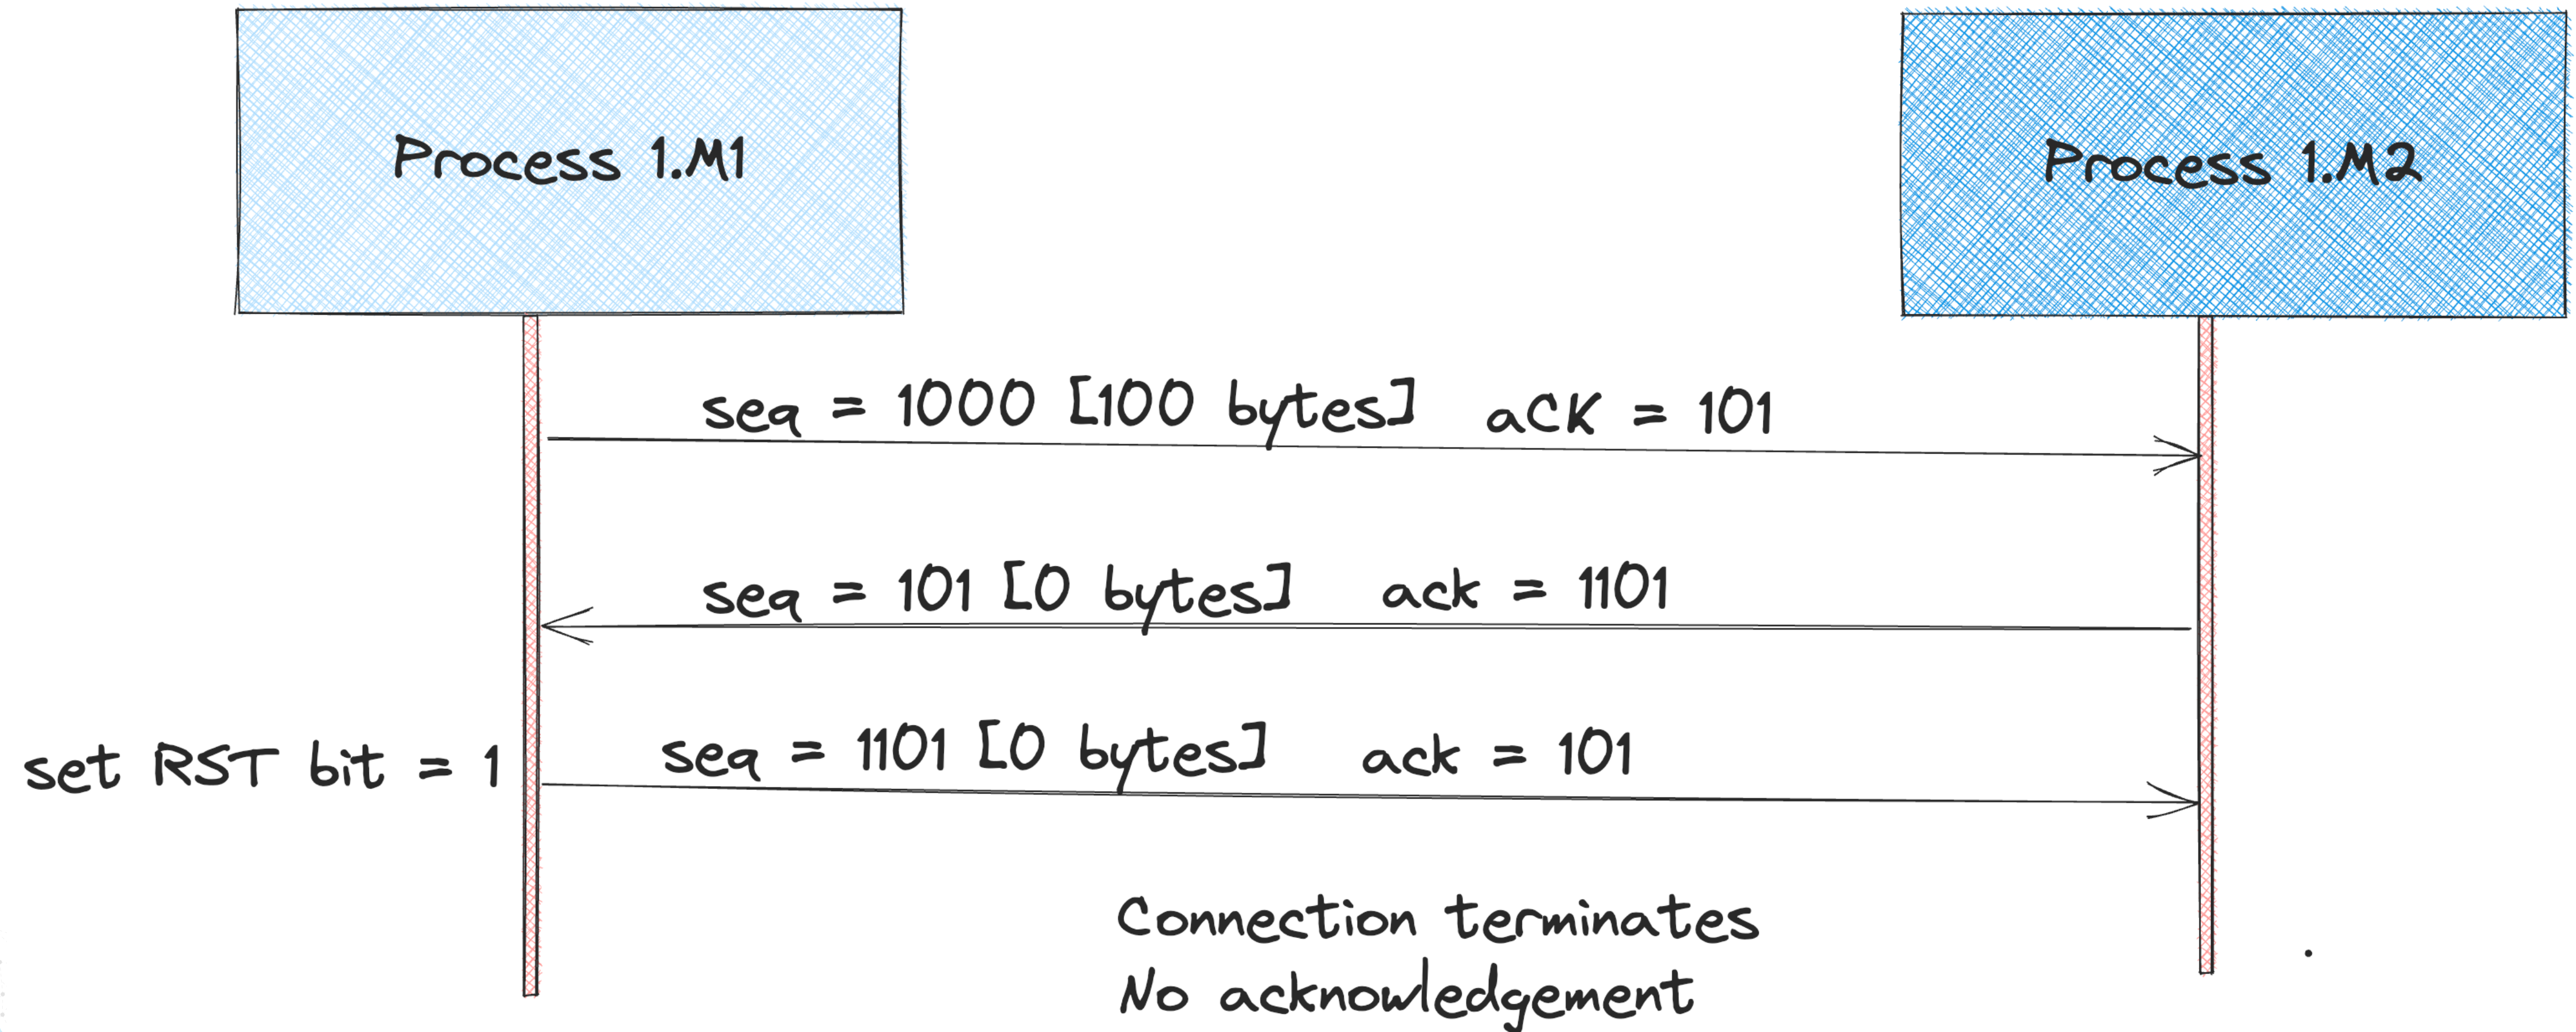 Process 1.M1
Process 1.M2
seq = 1000 [100 bytes] aCK = 101
seq = 101 [0 bytes] ack = 1101
set RST bit = 1
seq = 1101 [0 bytes] ack = 101
Connection terminates
No acknowledgement